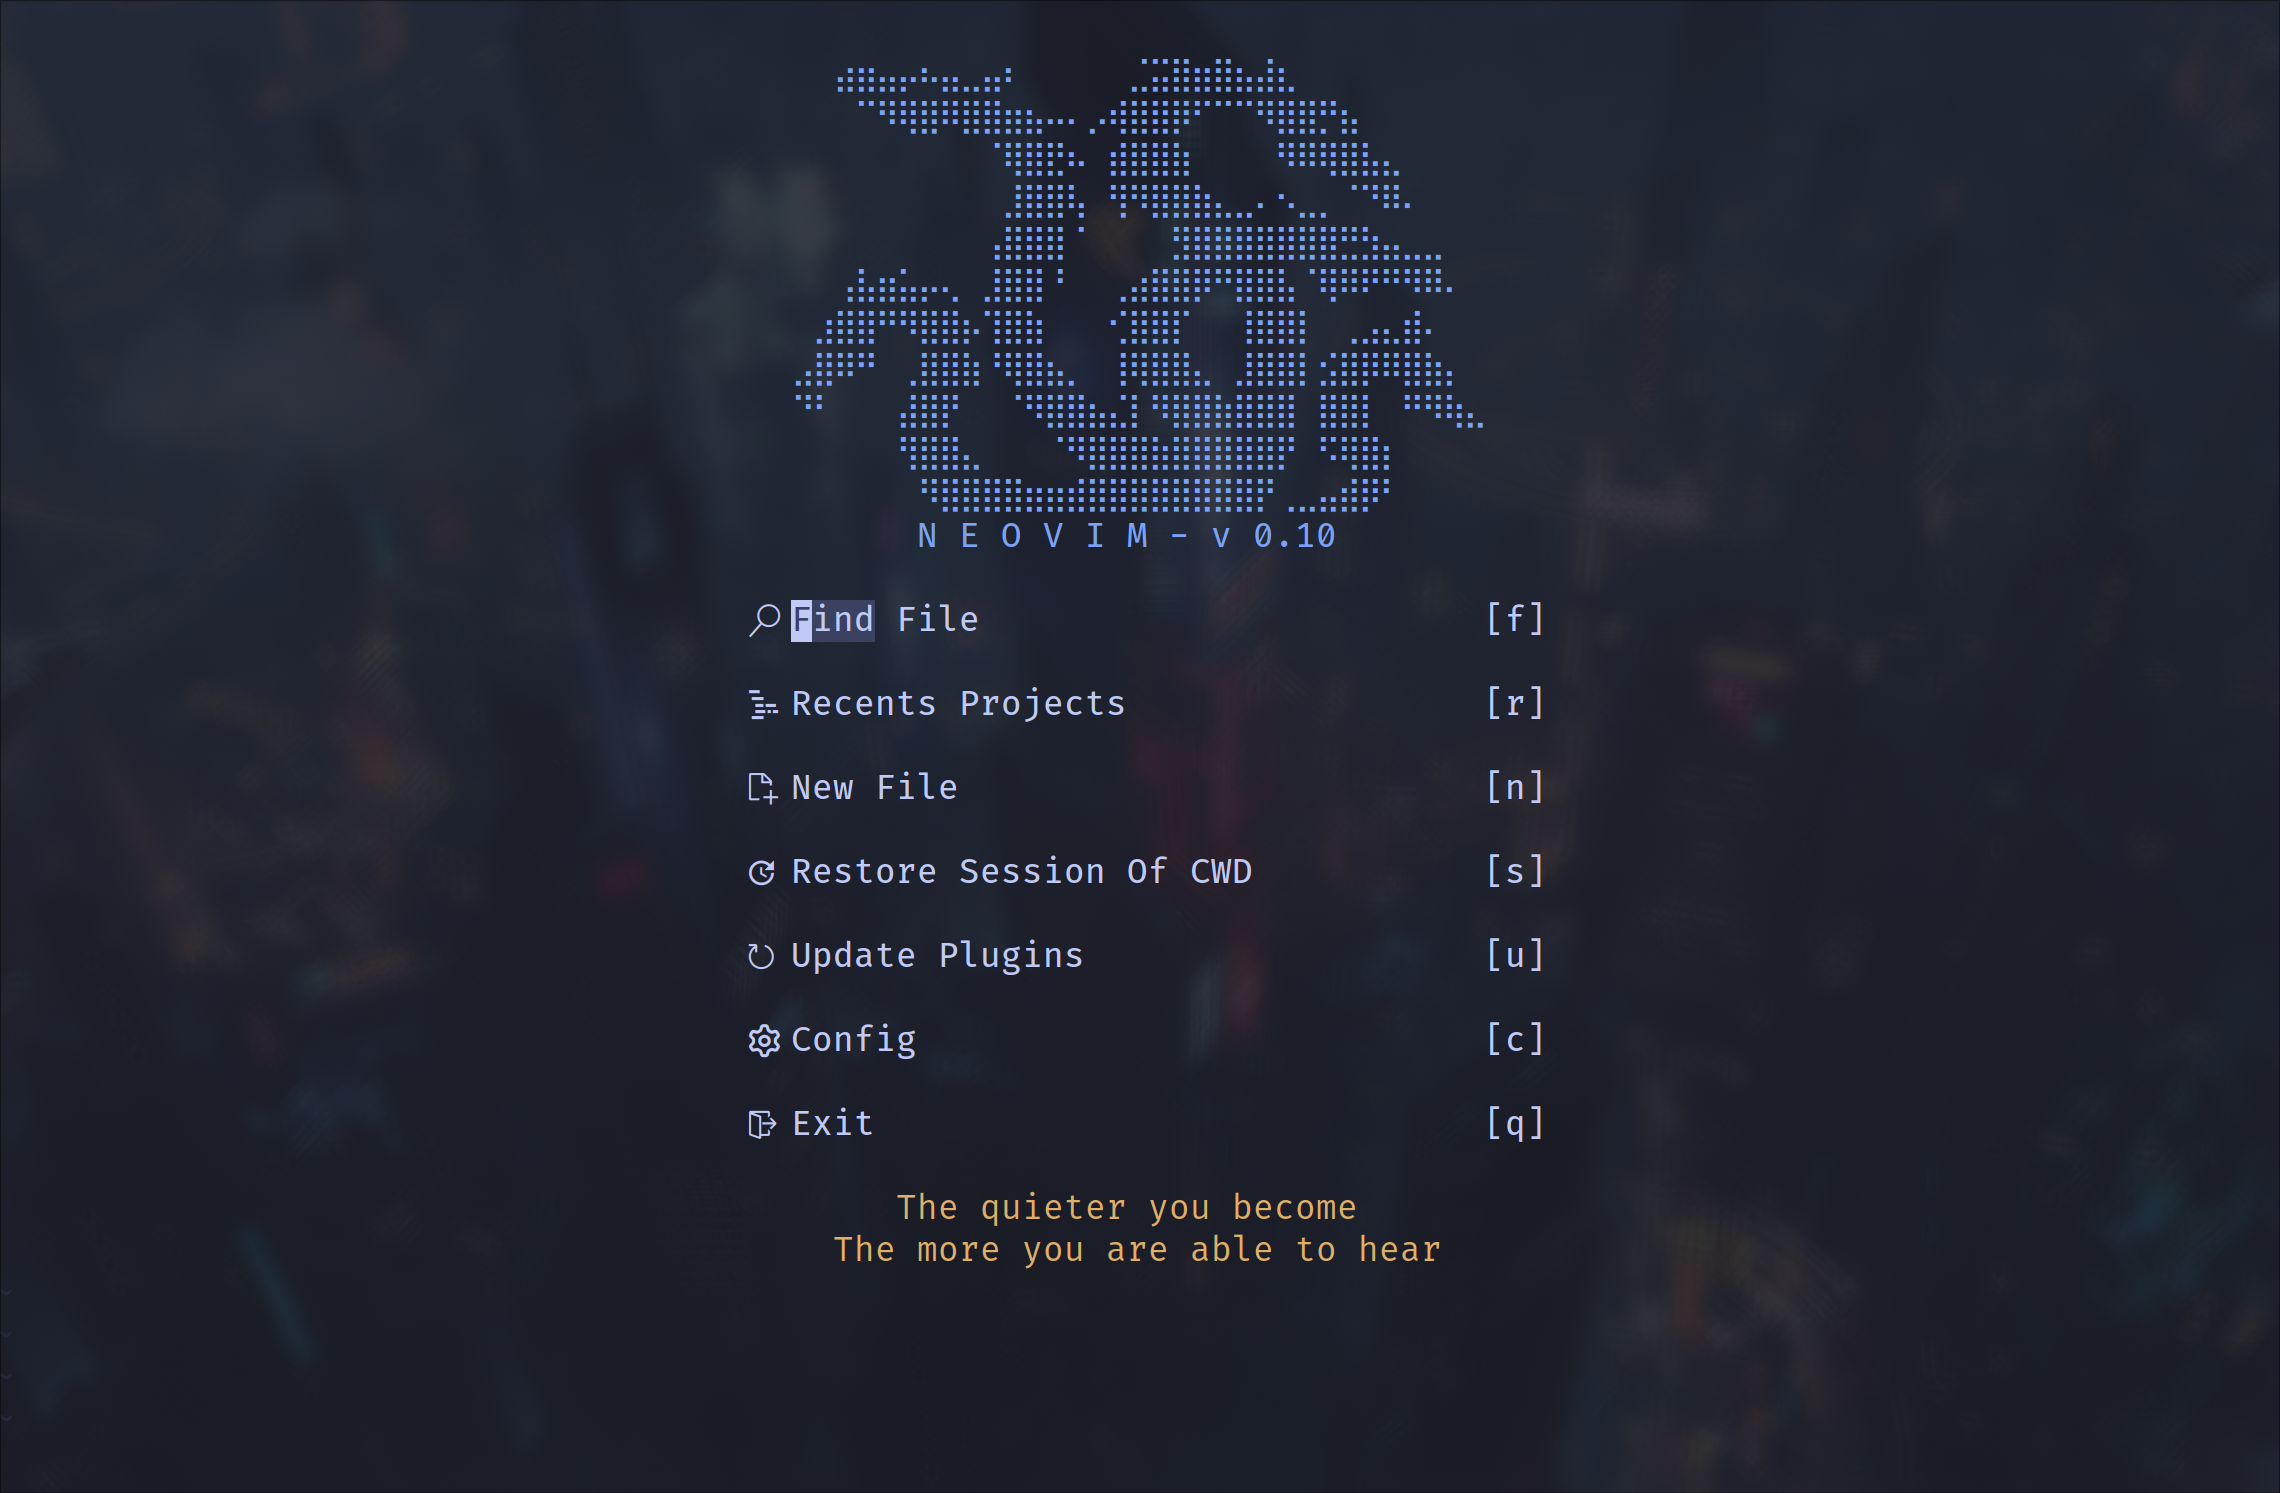 N E O V I M - v 0.10
Find File [f]
Recents Projects [r]
New File [n]
Restore Session Of CWD [s]
Update Plugins [u]
Config [c]
Exit [q]
The quieter you become
The more you are able to hear